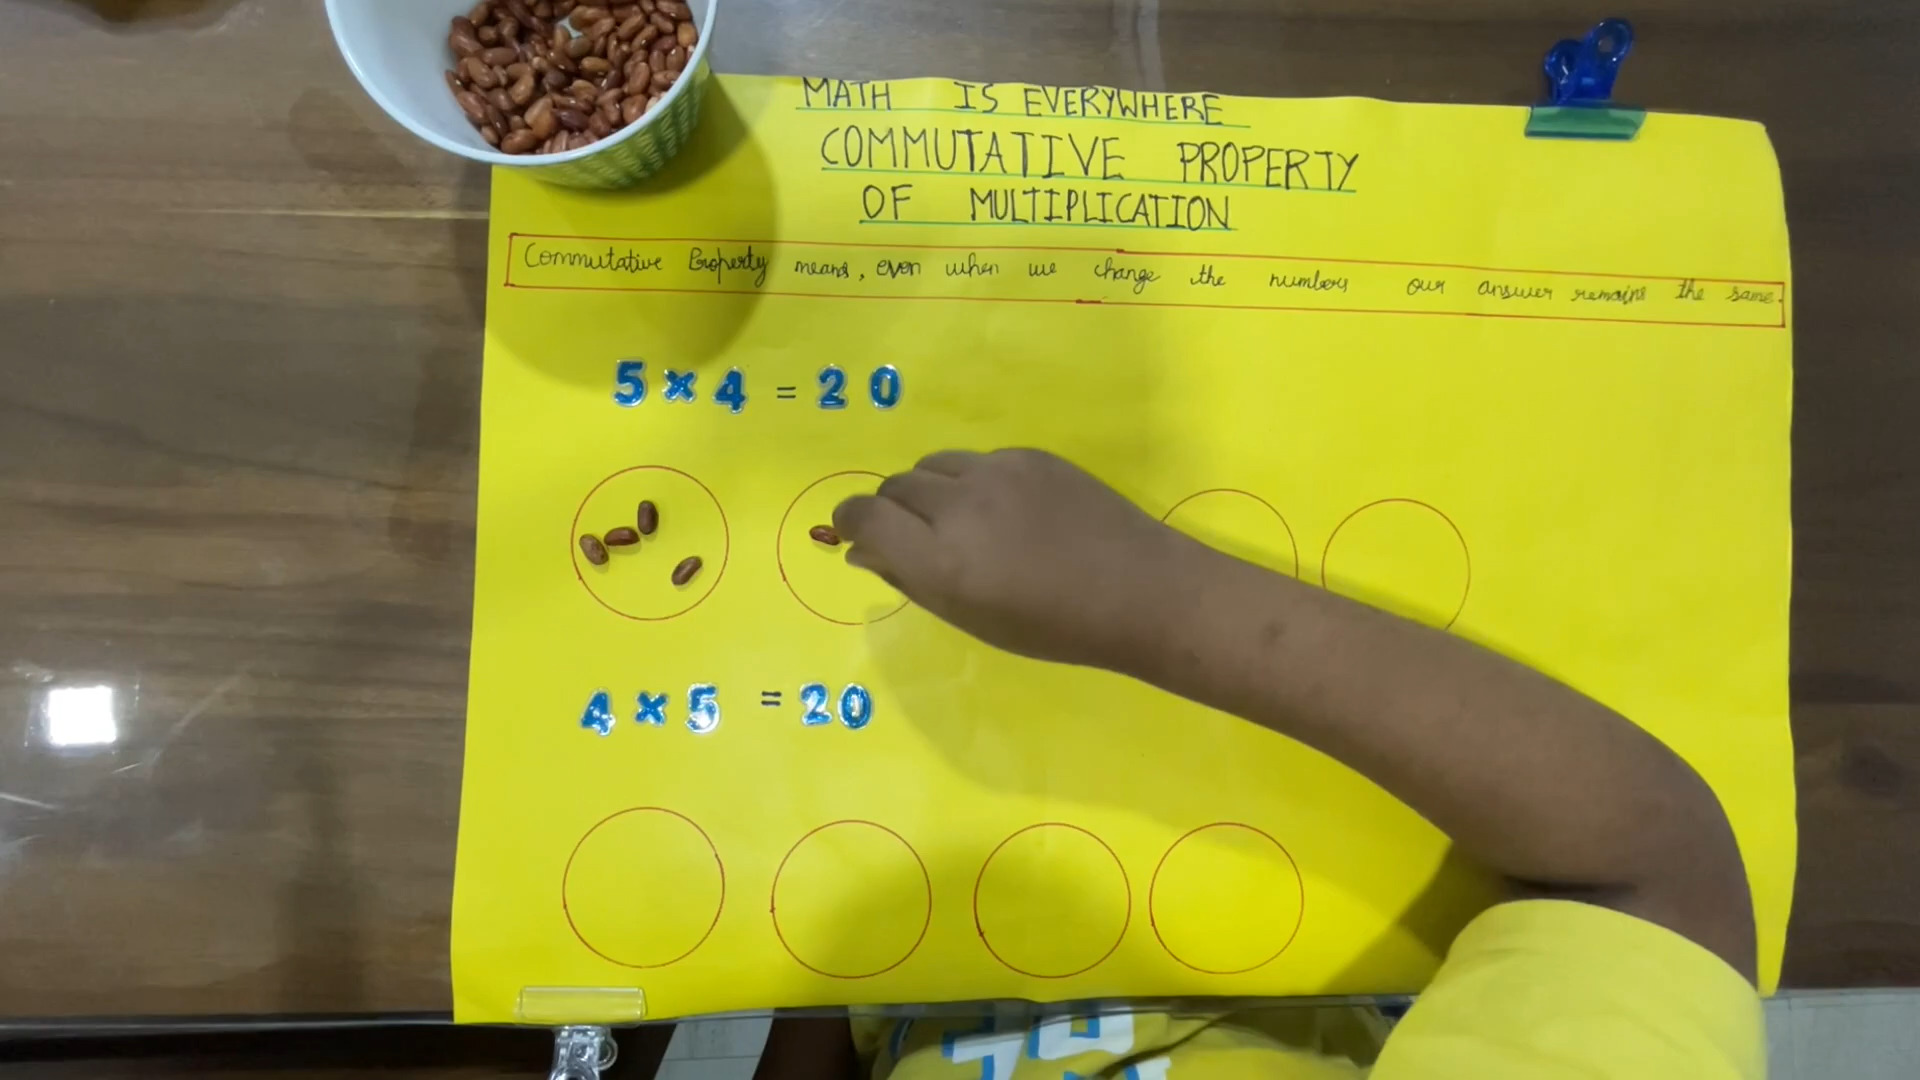 MATH IS EVERYWHERE
COMMUTATIVE PROPERTY
OF MULTIPLICATION
Commutative Property means, even when we change the numbers our answer remains the same.
5 × 4 = 20
4 × 5 = 20